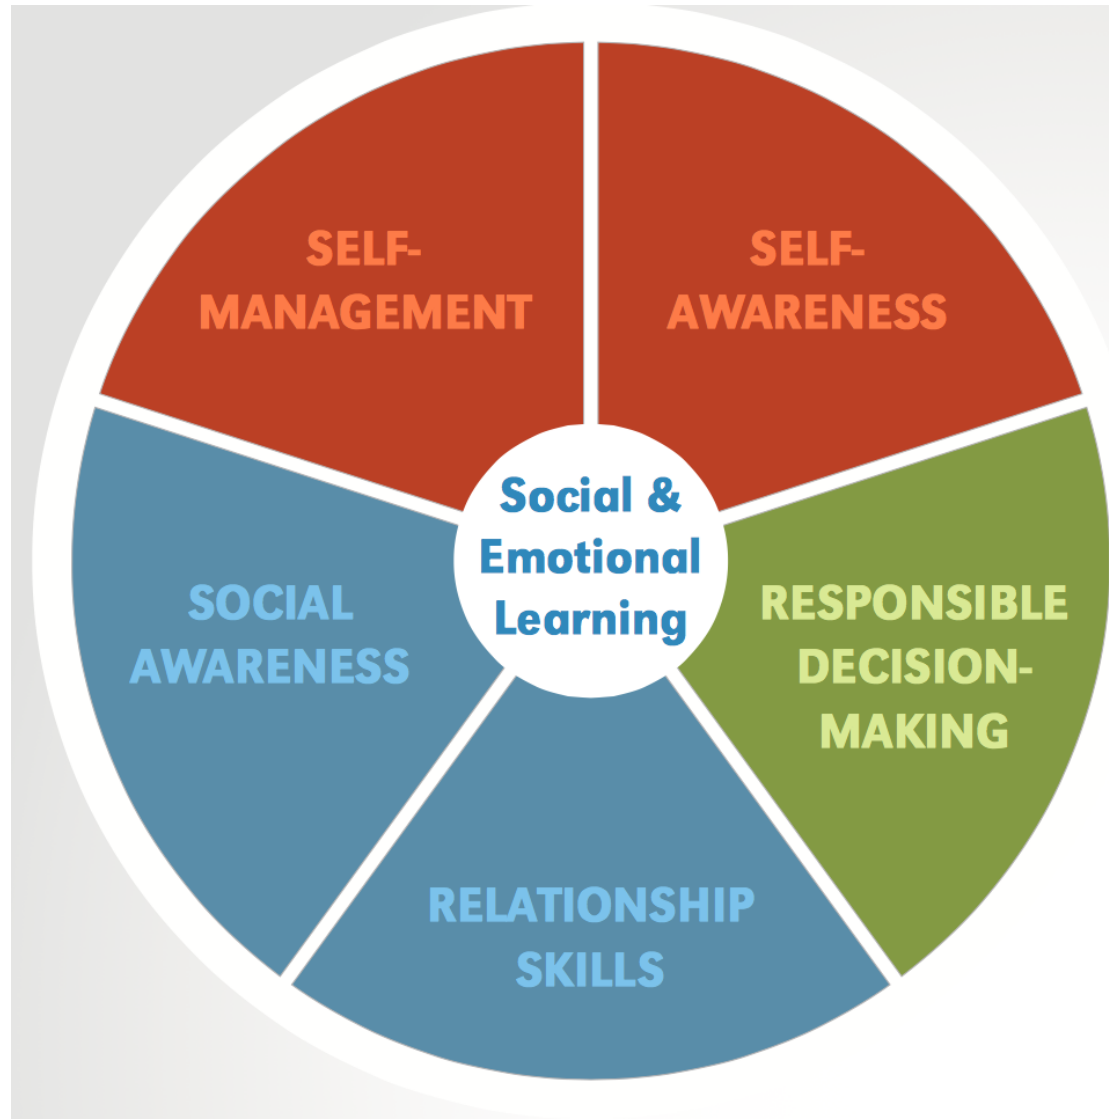 SELF-
MANAGEMENT
SELF-
AWARENESS
Social &
Emotional
Learning
SOCIAL
AWARENESS
RESPONSIBLE
DECISION-
MAKING
RELATIONSHIP
SKILLS